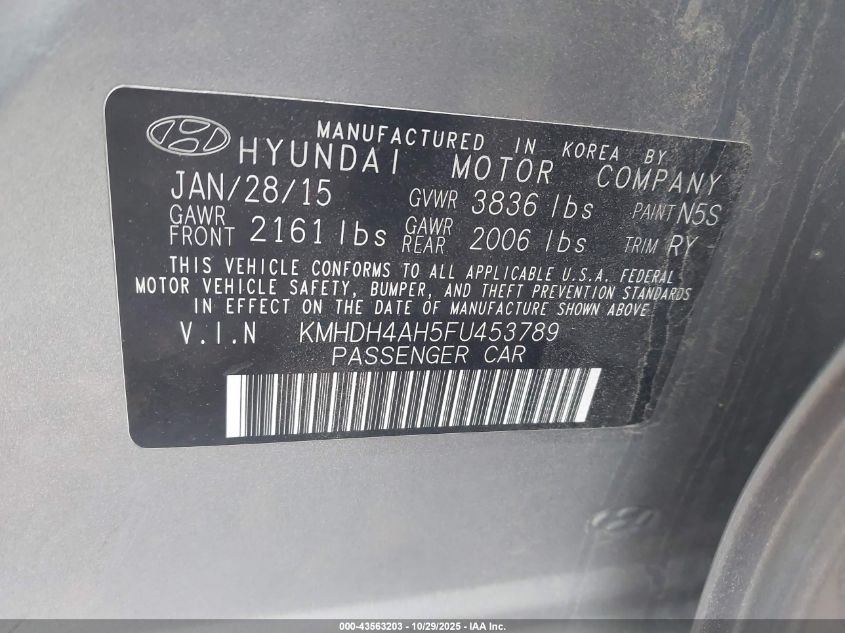 MANUFACTURED IN KOREA BY
HYUNDAI MOTOR COMPANY
JAN/28/15 GVWR 3836 lbs PAINT N5S
GAWR FRONT 2161 lbs GAWR REAR 2006 lbs TRIM RY
THIS VEHICLE CONFORMS TO ALL APPLICABLE U.S.A. FEDERAL
MOTOR VEHICLE SAFETY, BUMPER, AND THEFT PREVENTION STANDARDS
IN EFFECT ON THE DATE OF MANUFACTURE SHOWN ABOVE.
V.I.N KMHDH4AH5FU453789
PASSENGER CAR
000-43563203 - 10/29/2025 - IAA Inc.